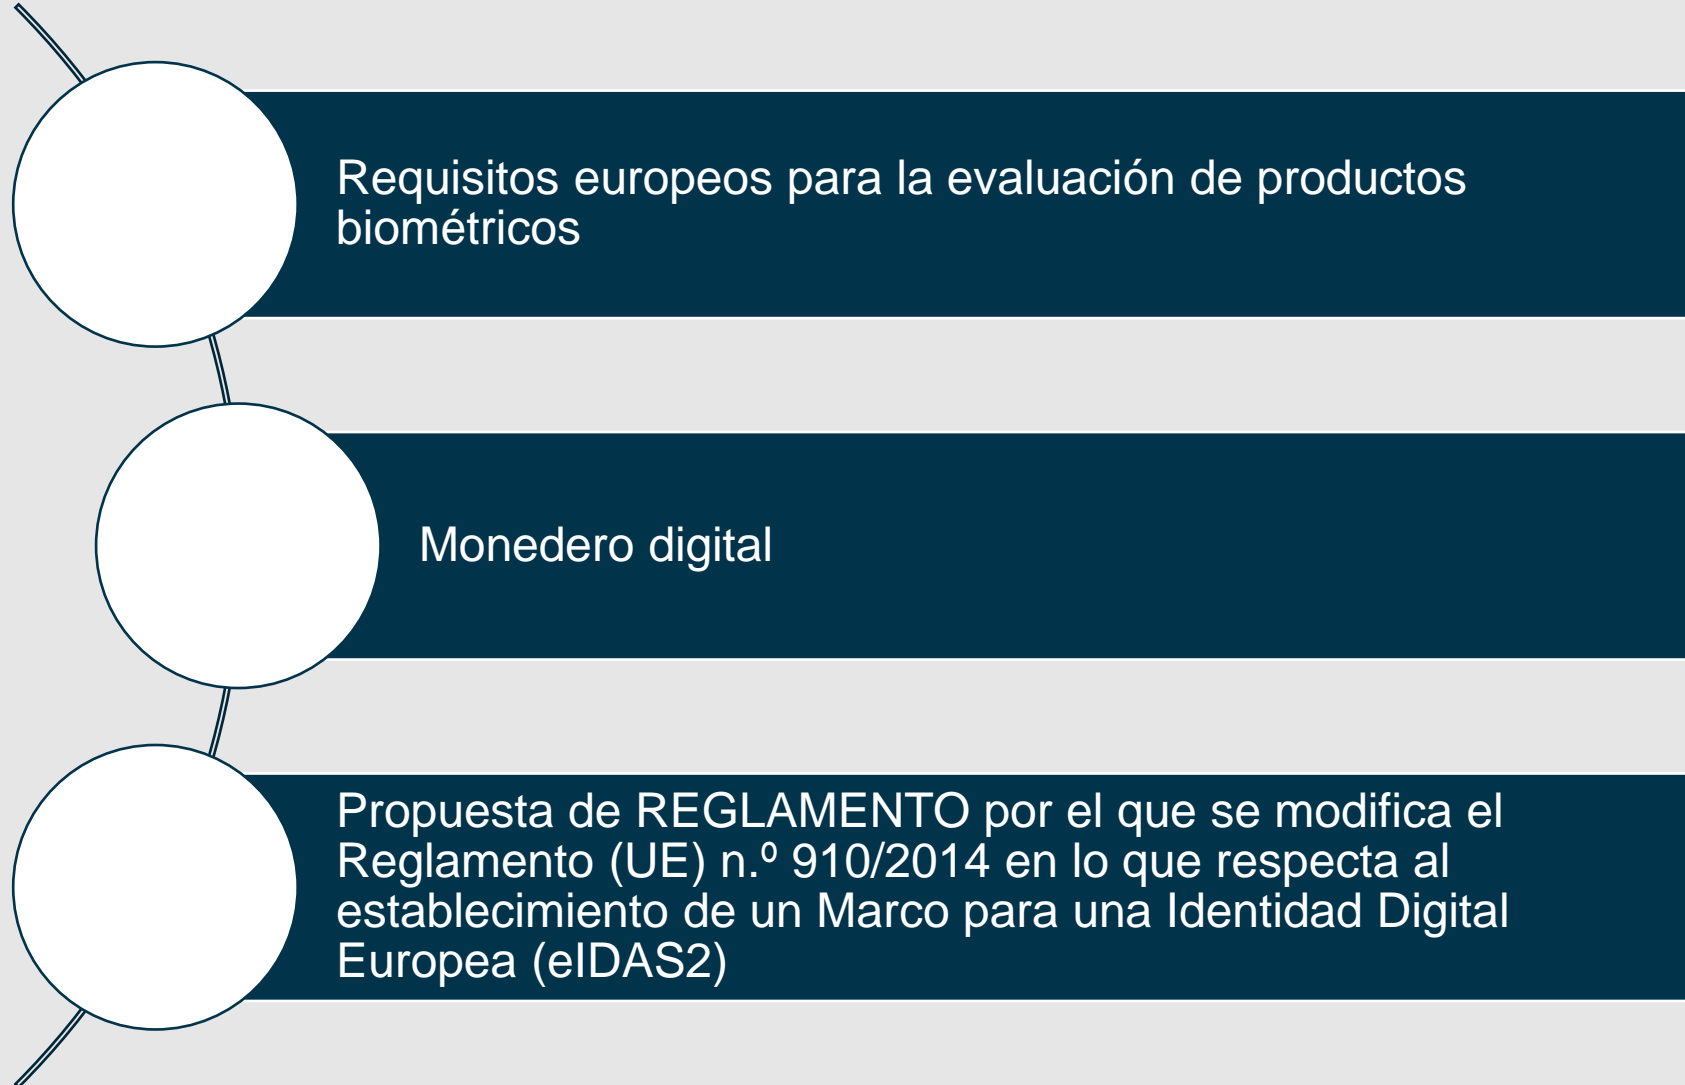 Requisitos europeos para la evaluación de productos
biométricos
Monedero digital
Propuesta de REGLAMENTO por el que se modifica el
Reglamento (UE) n.º 910/2014 en lo que respecta al
establecimiento de un Marco para una Identidad Digital
Europea (eIDAS2)